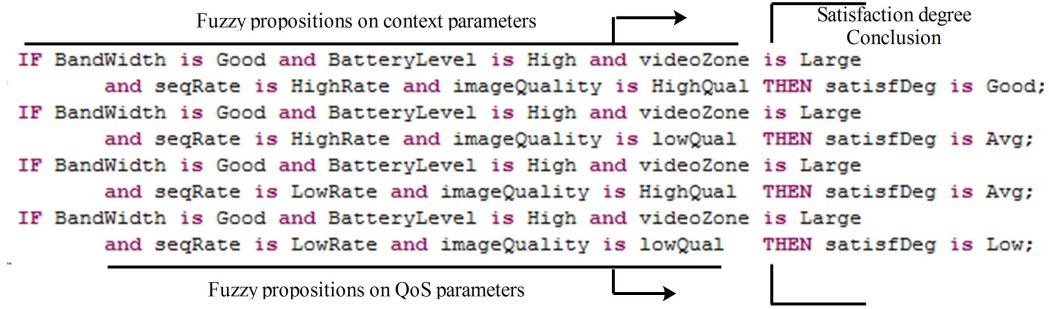 Fuzzy propositions on context parameters
Satisfaction degree
Conclusion
IF BandWidth is Good and BatteryLevel is High and videoZone is Large
and seqRate is HighRate and imageQuality is HighQual THEN satisfDeg is Good;
IF BandWidth is Good and BatteryLevel is High and videoZone is Large
and seqRate is HighRate and imageQuality is lowQual THEN satisfDeg is Avg;
IF BandWidth is Good and BatteryLevel is High and videoZone is Large
and seqRate is LowRate and imageQuality is HighQual THEN satisfDeg is Avg;
IF BandWidth is Good and BatteryLevel is High and videoZone is Large
and seqRate is LowRate and imageQuality is lowQual THEN satisfDeg is Low;
Fuzzy propositions on QoS parameters